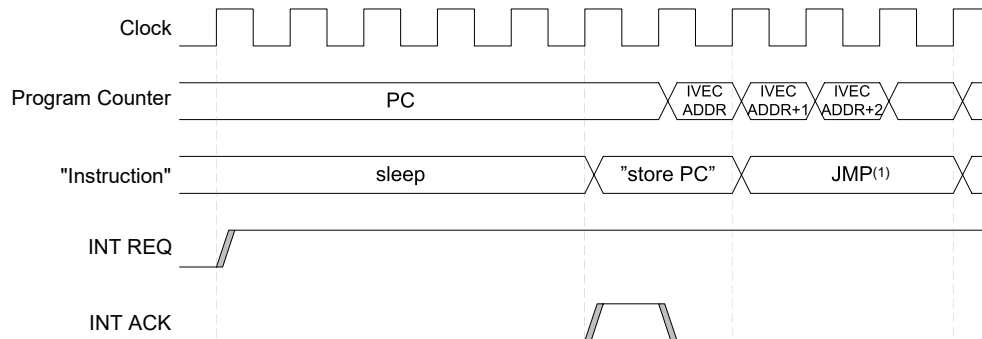 Clock
Program Counter
PC
IVEC
ADDR
IVEC
ADDR+1
IVEC
ADDR+2
"Instruction"
sleep
”store PC”
JMP(1)
INT REQ
INT ACK